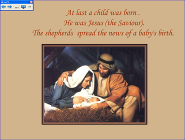 At last a child was born .
He was Jesus (the Saviour).
The shepherds spread the news of a baby's birth.